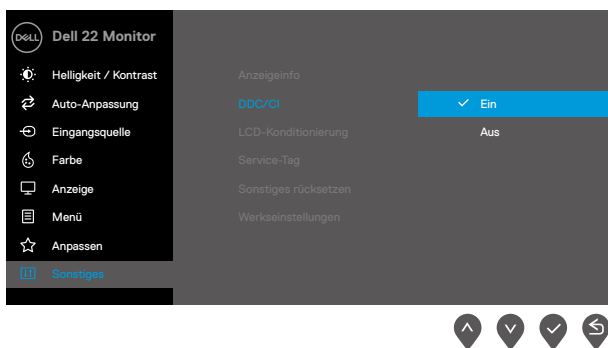 DELL Dell 22 Monitor
Helligkeit / Kontrast
Auto-Anpassung
Eingangsquelle
Farbe
Anzeige
Menü
Anpassen
Sonstiges
Anzeigeinfo
DDC/CI
LCD-Konditionierung
Service-Tag
Sonstiges rücksetzen
Werkseinstellungen
Ein
Aus